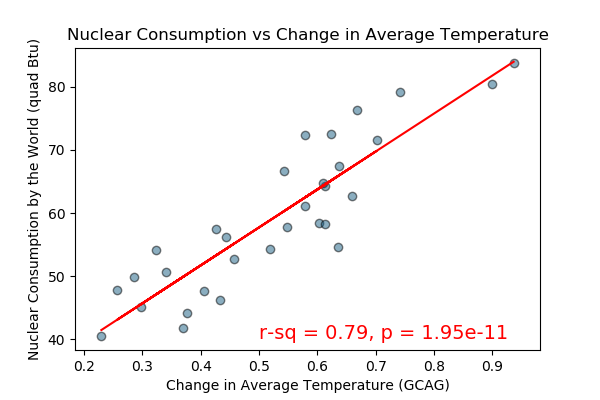 Nuclear Consumption vs Change in Average Temperature
Nuclear Consumption by the World (quad Btu)
80
70
60
50
40
r-sq = 0.79, p = 1.95e-11
0.2 0.3 0.4 0.5 0.6 0.7 0.8 0.9
Change in Average Temperature (GCAG)